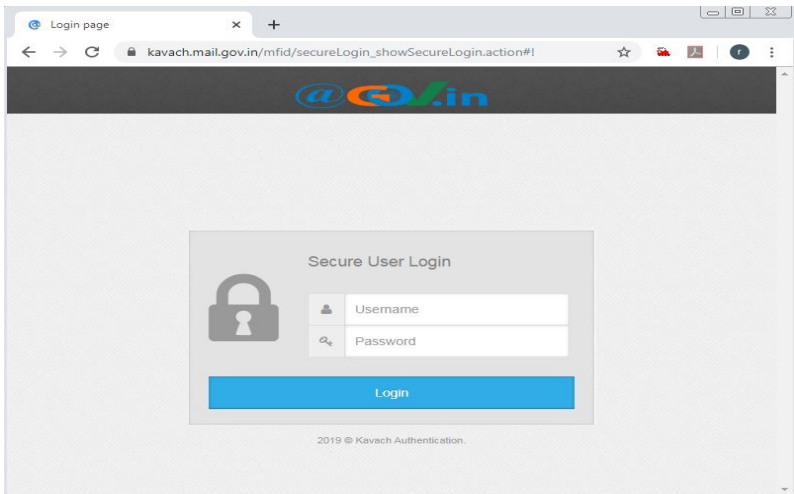 Login page
kavach.mail.gov.in/mfid/secureLogin_showSecureLogin.action#!
r
@GOV.in
Secure User Login
Username
Password
Login
2019 © Kavach Authentication.